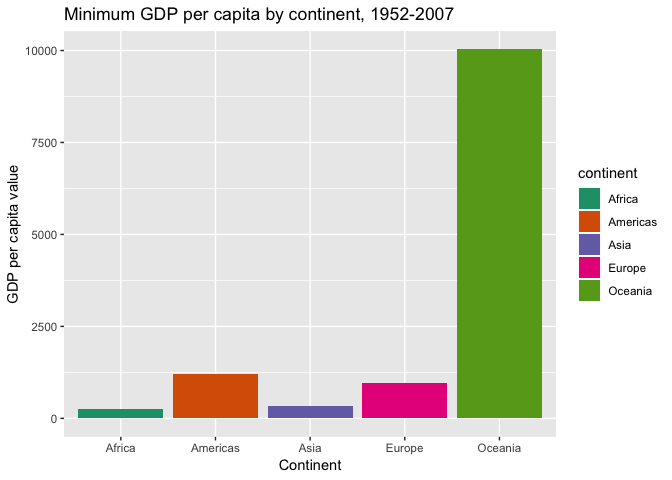 Minimum GDP per capita by continent, 1952-2007
10000
7500
5000
2500
0
GDP per capita value
Africa
Americas
Asia
Europe
Oceania
Continent
continent
Africa
Americas
Asia
Europe
Oceania